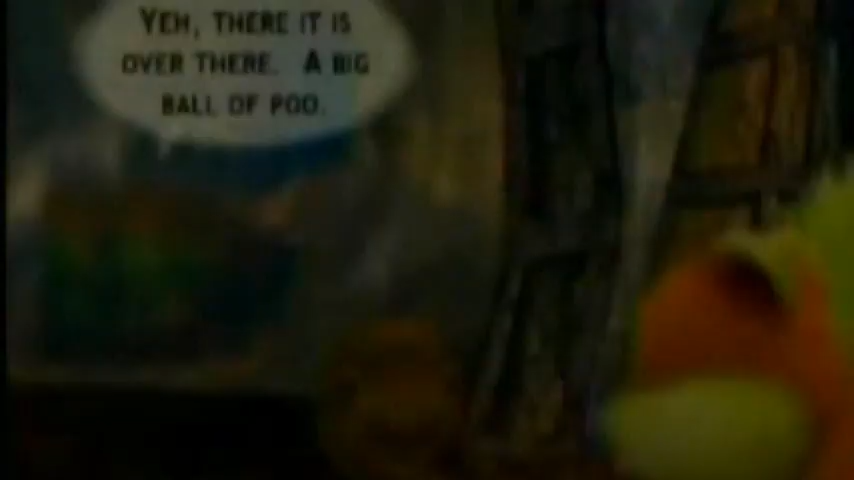 YEH, THERE IT IS
OVER THERE. A BIG
BALL OF POO.